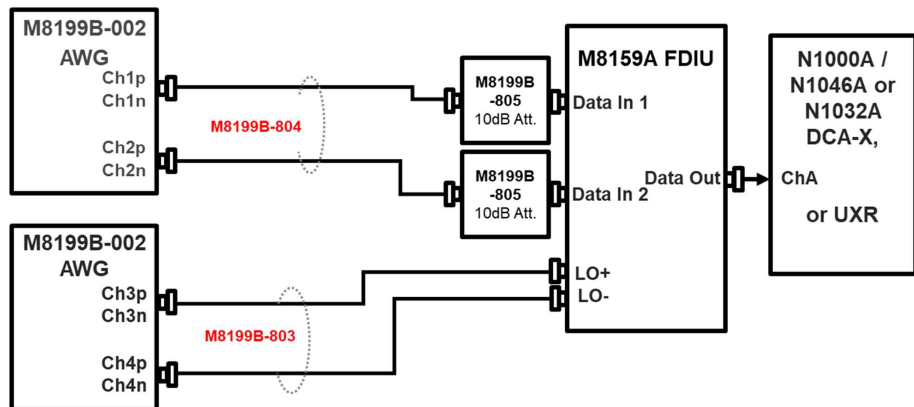 M8199B-002
AWG
Ch1p
Ch1n
Ch2p
Ch2n
M8199B-804
M8199B
-805
10dB Att.
M8199B
-805
10dB Att.
M8159A FDIU
Data In 1
Data In 2
Data Out
LO+
LO-
N1000A /
N1046A or
N1032A
DCA-X,
ChA
or UXR
M8199B-002
AWG
Ch3p
Ch3n
Ch4p
Ch4n
M8199B-803